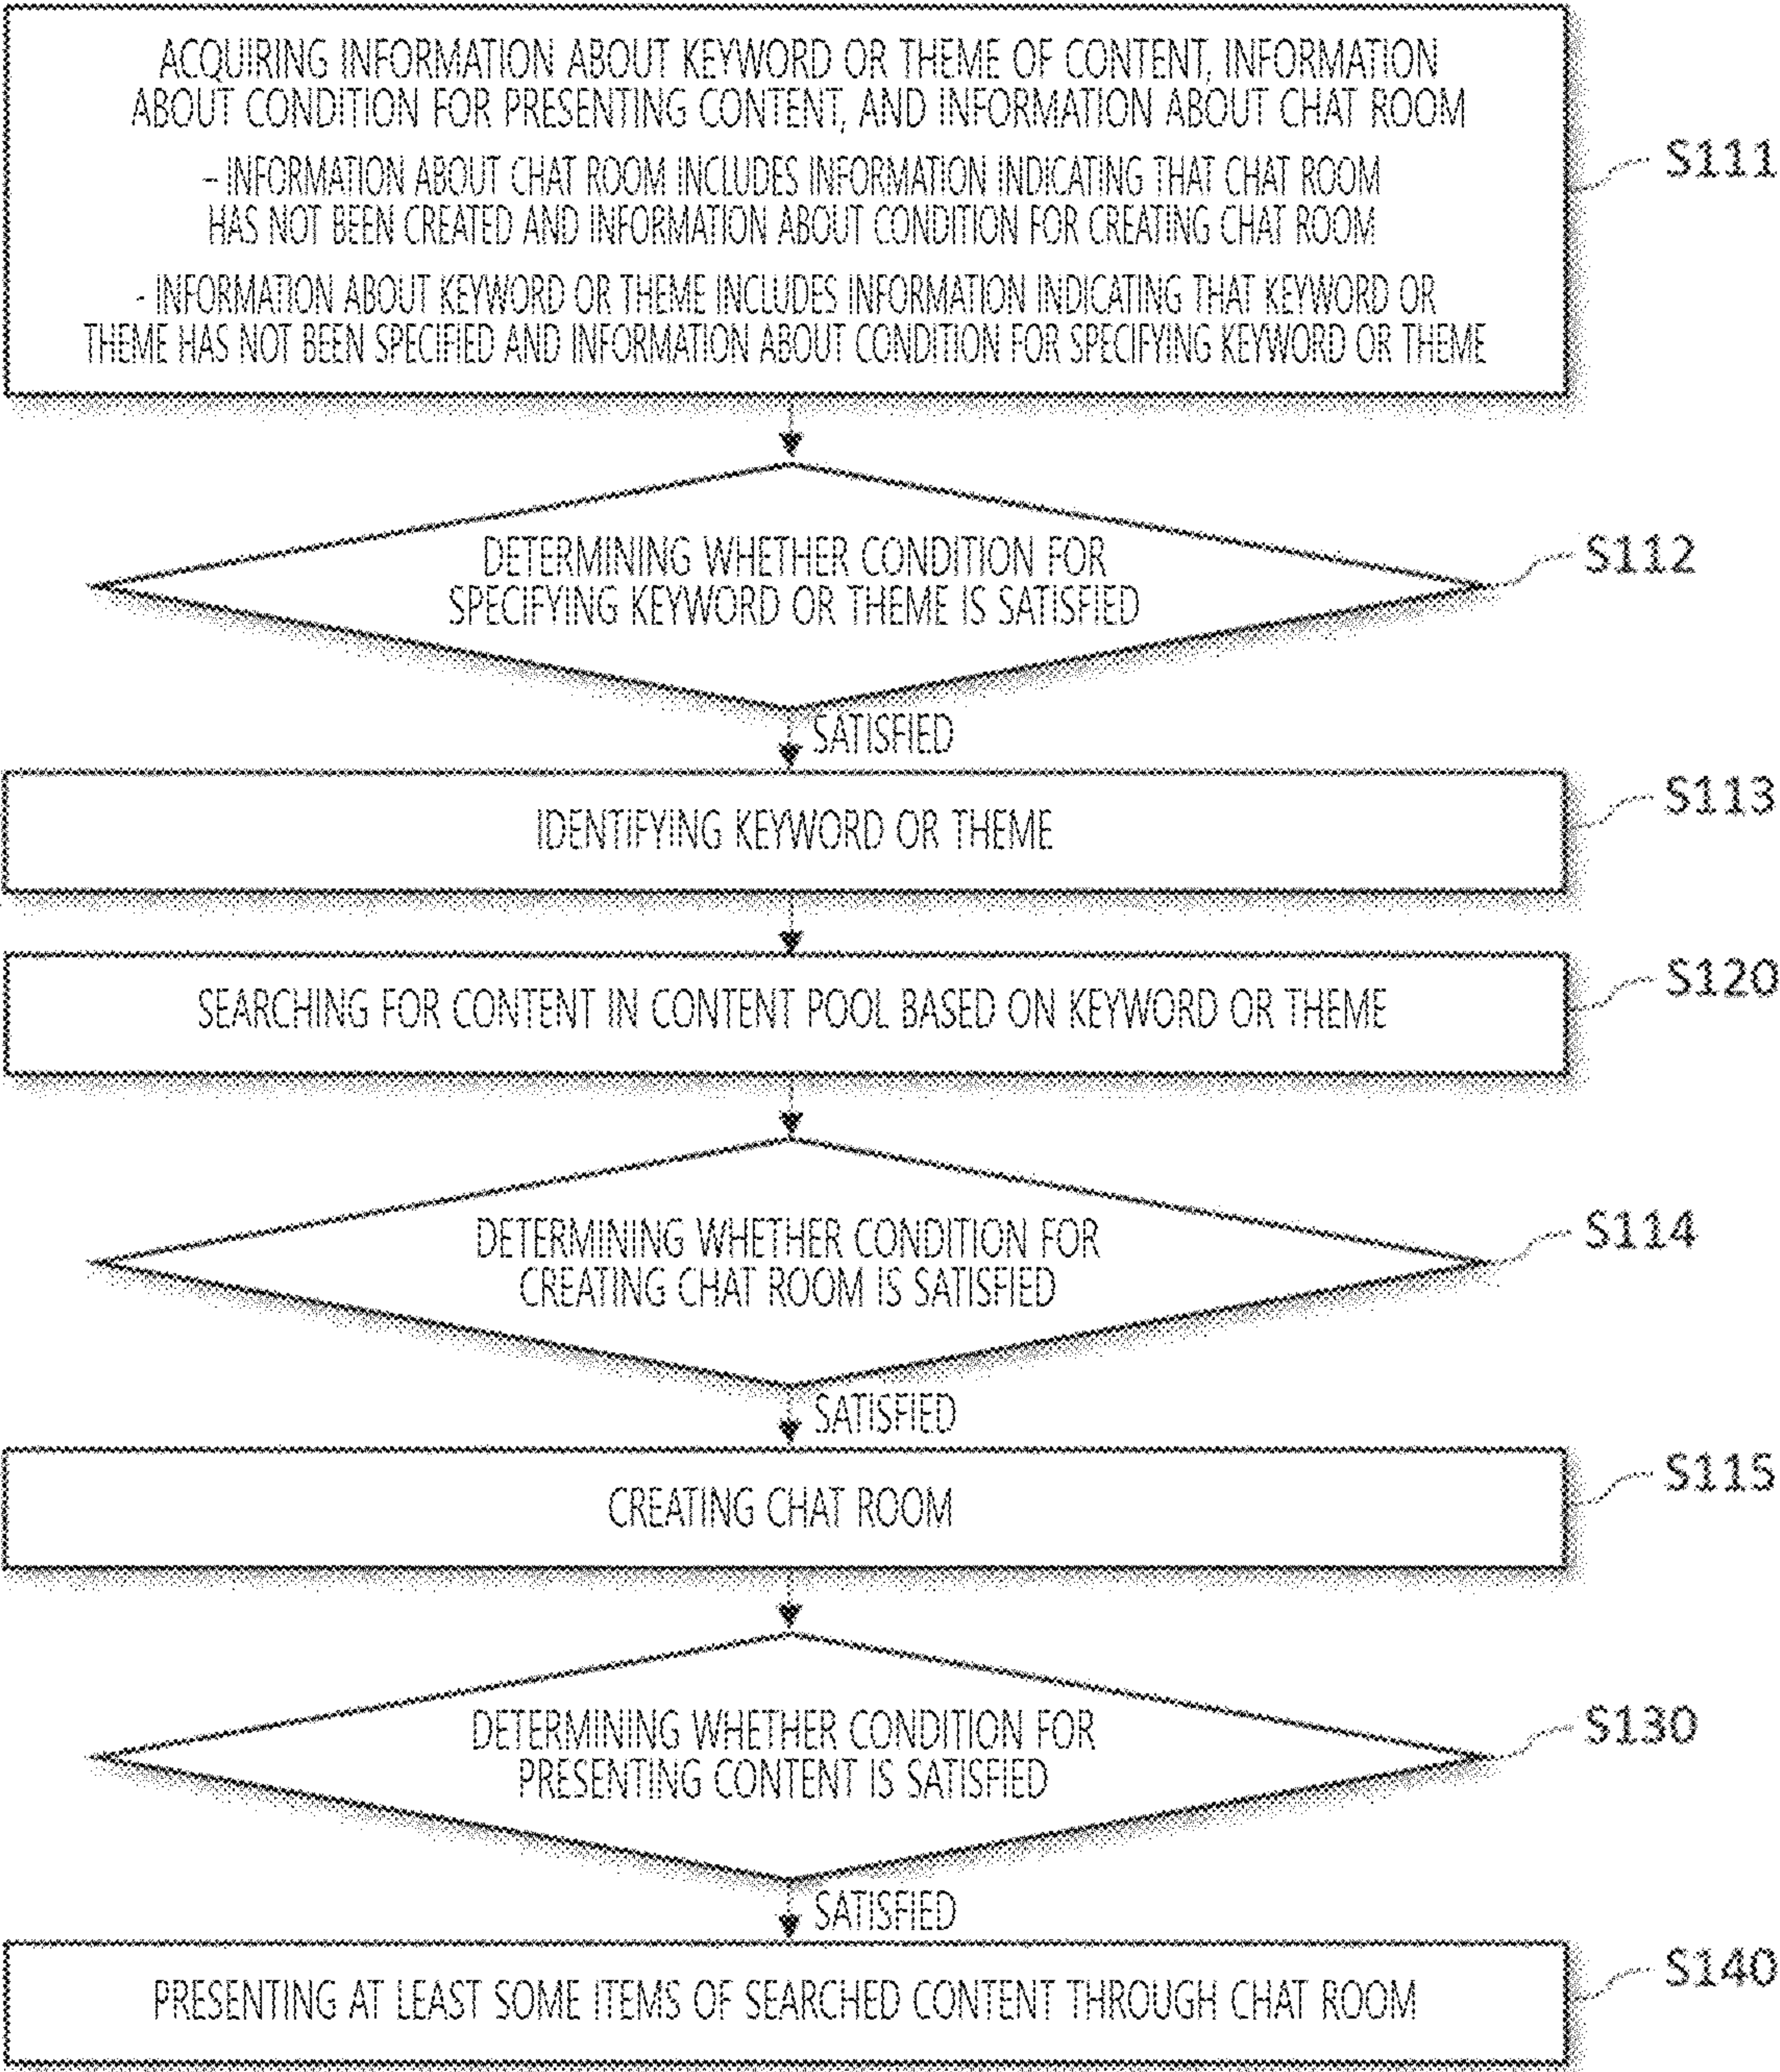 ACQUIRING INFORMATION ABOUT KEYWORD OR THEME OF CONTENT, INFORMATION
ABOUT CONDITION FOR PRESENTING CONTENT, AND INFORMATION ABOUT CHAT ROOM
– INFORMATION ABOUT CHAT ROOM INCLUDES INFORMATION INDICATING THAT CHAT ROOM
HAS NOT BEEN CREATED AND INFORMATION ABOUT CONDITION FOR CREATING CHAT ROOM
- INFORMATION ABOUT KEYWORD OR THEME INCLUDES INFORMATION INDICATING THAT KEYWORD OR
THEME HAS NOT BEEN SPECIFIED AND INFORMATION ABOUT CONDITION FOR SPECIFYING KEYWORD OR THEME
S111
DETERMINING WHETHER CONDITION FOR
SPECIFYING KEYWORD OR THEME IS SATISFIED
S112
SATISFIED
IDENTIFYING KEYWORD OR THEME
S113
SEARCHING FOR CONTENT IN CONTENT POOL BASED ON KEYWORD OR THEME
S120
DETERMINING WHETHER CONDITION FOR
CREATING CHAT ROOM IS SATISFIED
S114
SATISFIED
CREATING CHAT ROOM
S115
DETERMINING WHETHER CONDITION FOR
PRESENTING CONTENT IS SATISFIED
S130
SATISFIED
PRESENTING AT LEAST SOME ITEMS OF SEARCHED CONTENT THROUGH CHAT ROOM
S140